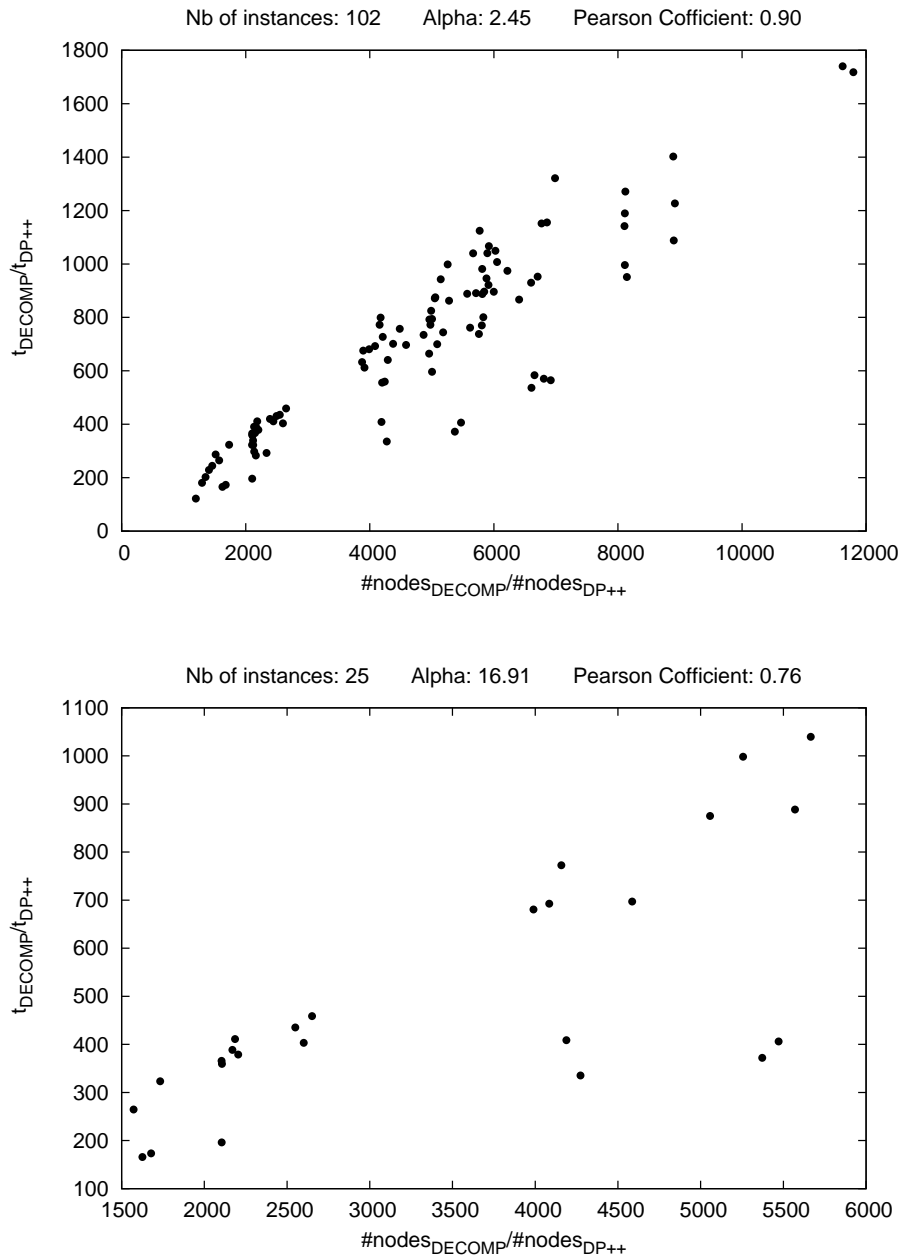 Nb of instances: 102 Alpha: 2.45 Pearson Cofficient: 0.90
1800
1600
1400
1200
1000
800
600
400
200
0
t_DECOMP/t_DP++
0 2000 4000 6000 8000 10000 12000
#nodes_DECOMP/#nodes_DP++
Nb of instances: 25 Alpha: 16.91 Pearson Cofficient: 0.76
1100
1000
900
800
700
600
500
400
300
200
100
t_DECOMP/t_DP++
1500 2000 2500 3000 3500 4000 4500 5000 5500 6000
#nodes_DECOMP/#nodes_DP++